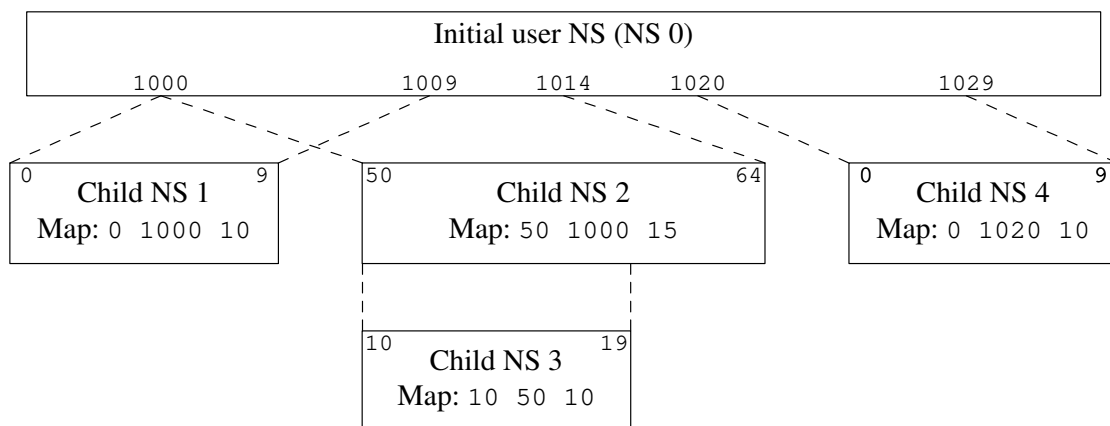 Initial user NS (NS 0)
1000 1009 1014 1020 1029
0 9 50 64 0 9
Child NS 1 Child NS 2 Child NS 4
Map: 0 1000 10 Map: 50 1000 15 Map: 0 1020 10
10 19
Child NS 3
Map: 10 50 10